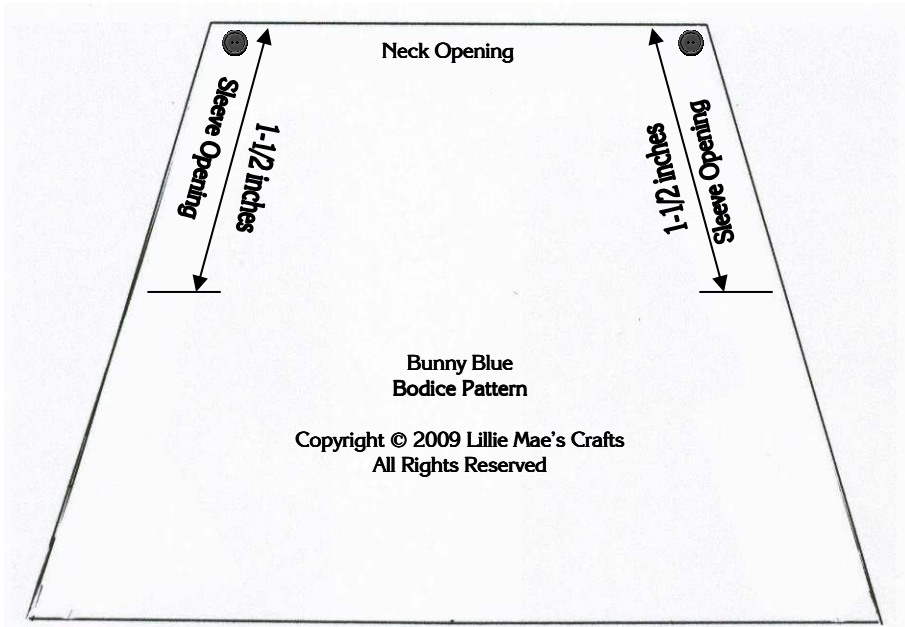 Neck Opening
Sleeve Opening
1-1/2 inches
1-1/2 inches
Sleeve Opening
Bunny Blue
Bodice Pattern
Copyright © 2009 Lillie Mae's Crafts
All Rights Reserved